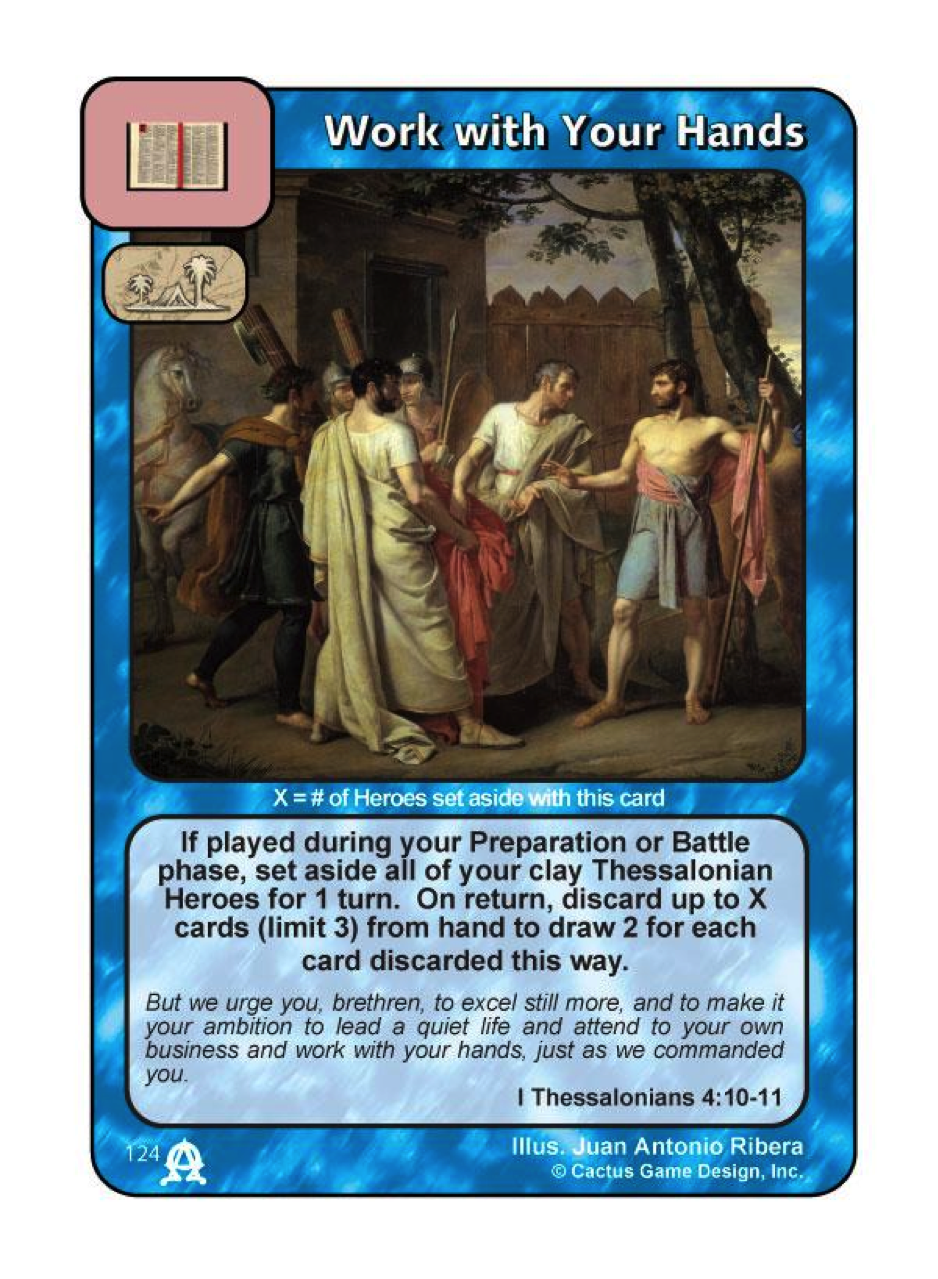 Work with Your Hands
X = # of Heroes set aside with this card
If played during your Preparation or Battle
phase, set aside all of your clay Thessalonian
Heroes for 1 turn.  On return, discard up to X
cards (limit 3) from hand to draw 2 for each
card discarded this way.
But we urge you, brethren, to excel still more, and to make it
your ambition to lead a quiet life and attend to your own
business and work with your hands, just as we commanded
you.
I Thessalonians 4:10-11
124
Illus. Juan Antonio Ribera
© Cactus Game Design, Inc.